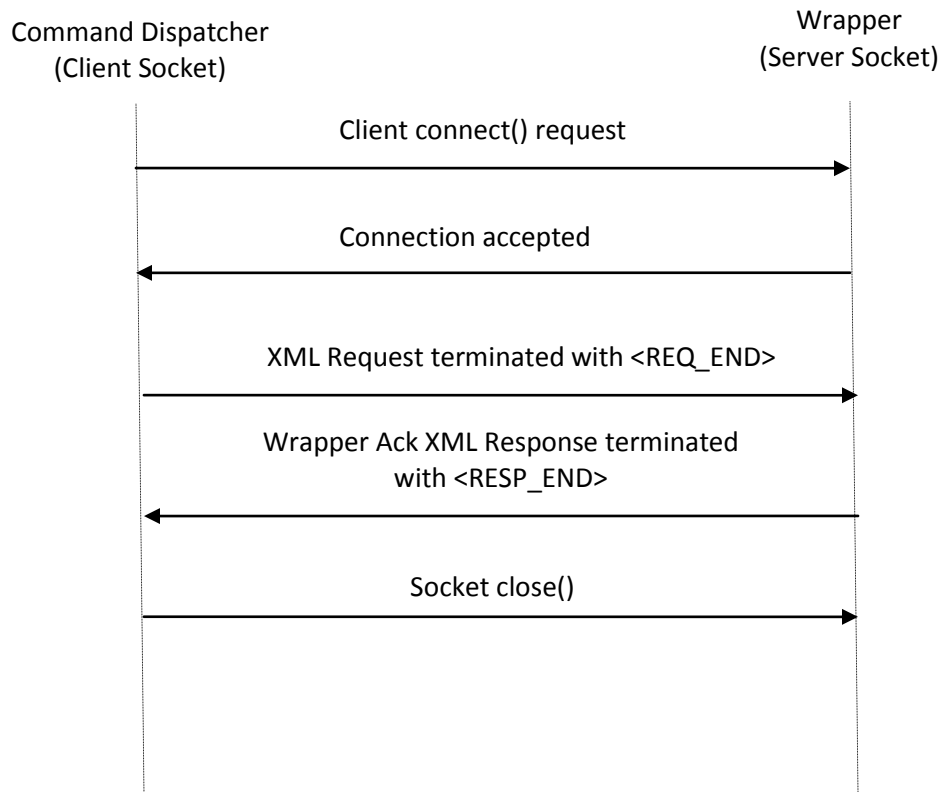 Command Dispatcher
(Client Socket)
Wrapper
(Server Socket)
Client connect() request
Connection accepted
XML Request terminated with <REQ_END>
Wrapper Ack XML Response terminated
with <RESP_END>
Socket close()